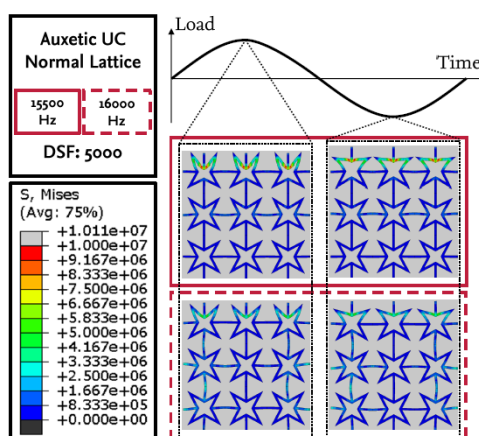 Auxetic UC
Normal Lattice
15500
Hz
16000
Hz
DSF: 5000
Load
Time
S, Mises
(Avg: 75%)
+1.011e+07
+1.000e+07
+9.167e+06
+8.333e+06
+7.500e+06
+6.667e+06
+5.833e+06
+5.000e+06
+4.167e+06
+3.333e+06
+2.500e+06
+1.667e+06
+8.333e+05
+0.000e+00